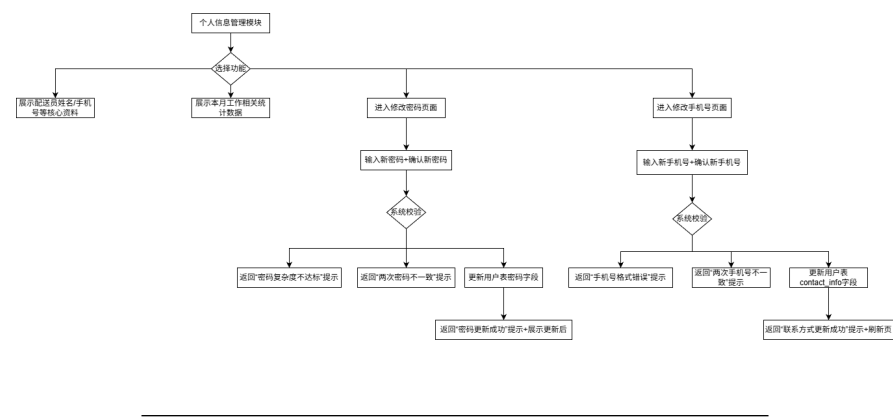 个人信息管理模块
选择功能
展示配送员姓名/手机
号等核心资料
展示本月工作相关统
计数据
进入修改密码页面
进入修改手机号页面
输入新密码+确认新密码
输入新手机号+确认新手机号
系统校验
系统校验
返回"密码复杂度不达标"提示
返回"两次密码不一致"提示
更新用户表密码字段
返回"手机号格式错误"提示
返回"两次手机号不一
致"提示
更新用户表
contact_info字段
返回"密码更新成功"提示+展示更新后
返回"联系方式更新成功"提示+刷新页